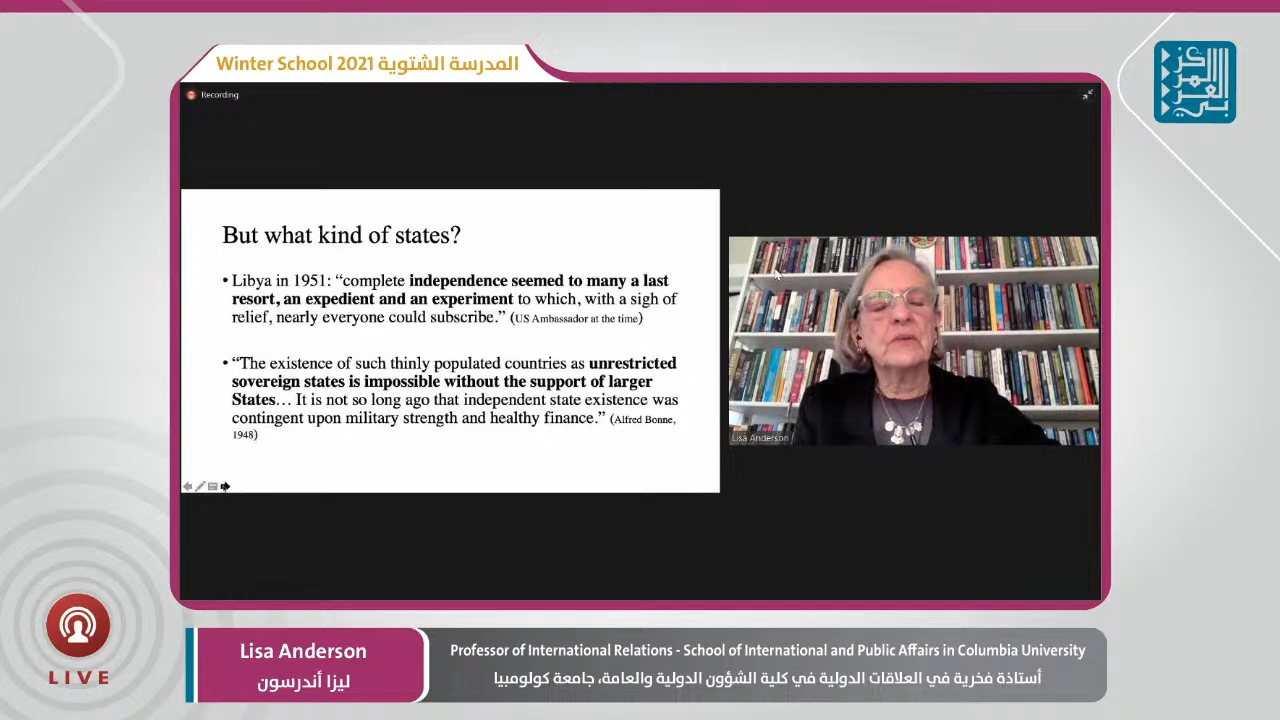 Winter School 2021 المدرسة الشتوية
المركز العربي
Recording
But what kind of states?
• Libya in 1951: “complete independence seemed to many a last
resort, an expedient and an experiment to which, with a sigh of
relief, nearly everyone could subscribe.” (US Ambassador at the time)
• “The existence of such thinly populated countries as unrestricted
sovereign states is impossible without the support of larger
States… It is not so long ago that independent state existence was
contingent upon military strength and healthy finance.” (Alfred Bonne,
1948)
Lisa Anderson
LIVE
Lisa Anderson
ليزا أندرسون
Professor of International Relations - School of International and Public Affairs in Columbia University
أستاذة فخرية في العلاقات الدولية في كلية الشؤون الدولية والعامة، جامعة كولومبيا